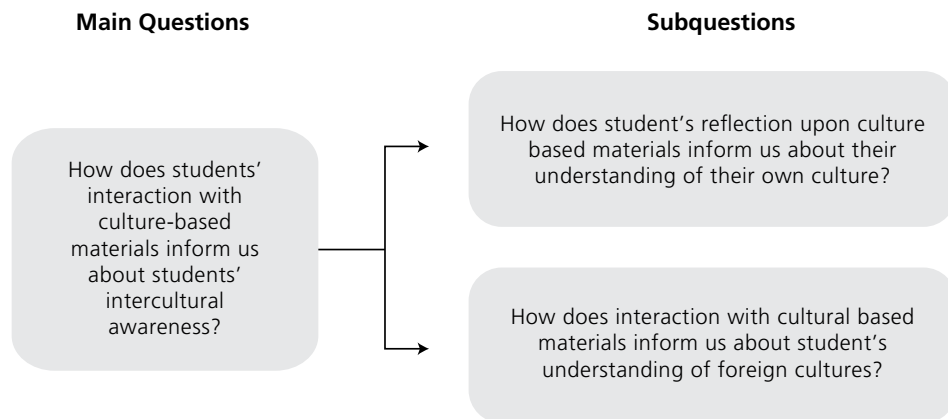 Main Questions
Subquestions
How does students’
interaction with
culture-based
materials inform us
about students’
intercultural
awareness?
How does student’s reflection upon culture
based materials inform us about their
understanding of their own culture?
How does interaction with cultural based
materials inform us about student’s
understanding of foreign cultures?